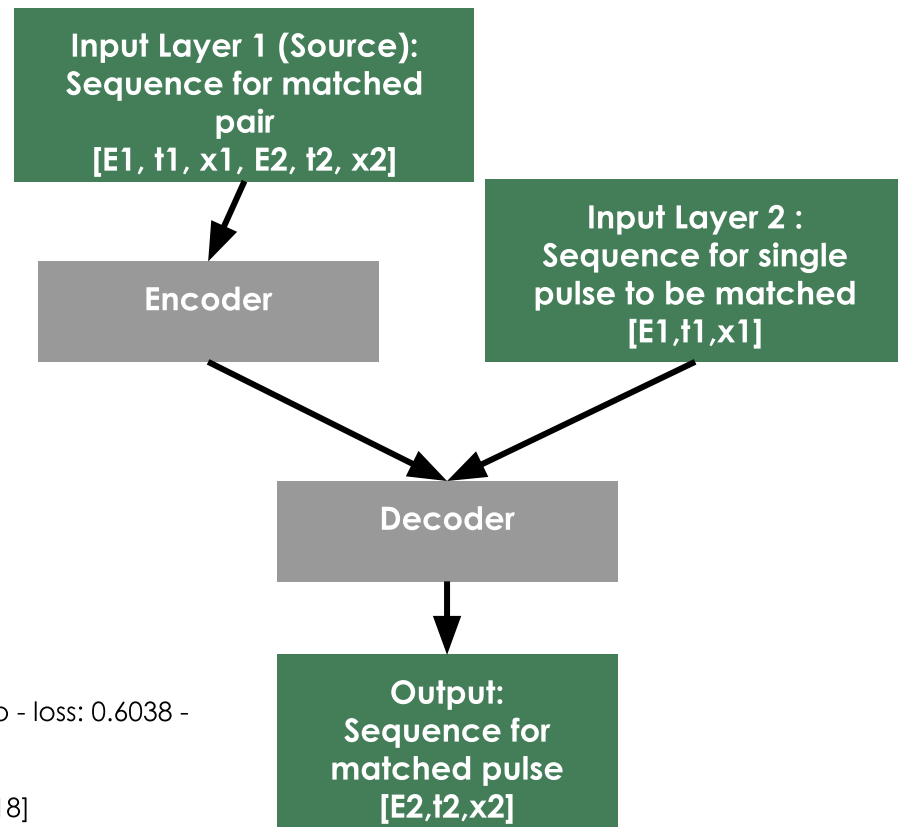 Input Layer 1 (Source):
Sequence for matched
pair
[E1, t1, x1, E2, t2, x2]
Input Layer 2 :
Sequence for single
pulse to be matched
[E1,t1,x1]
Encoder
Decoder
Output:
Sequence for
matched pulse
[E2,t2,x2]
- loss: 0.6038 -
18]